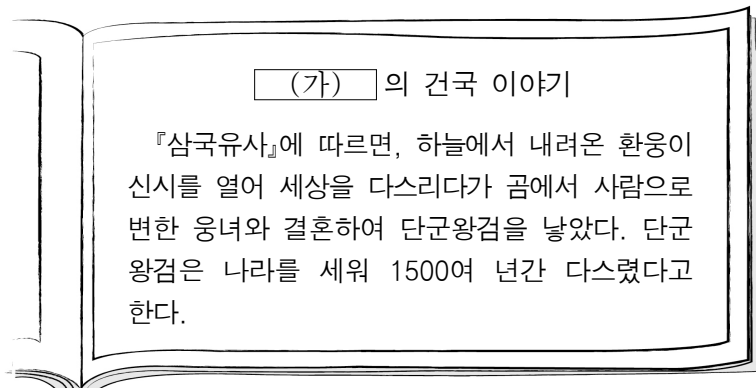 (가) 의 건국 이야기
『삼국유사』에 따르면, 하늘에서 내려온 환웅이
신시를 열어 세상을 다스리다가 곰에서 사람으로
변한 웅녀와 결혼하여 단군왕검을 낳았다. 단군
왕검은 나라를 세워 1500여 년간 다스렸다고
한다.